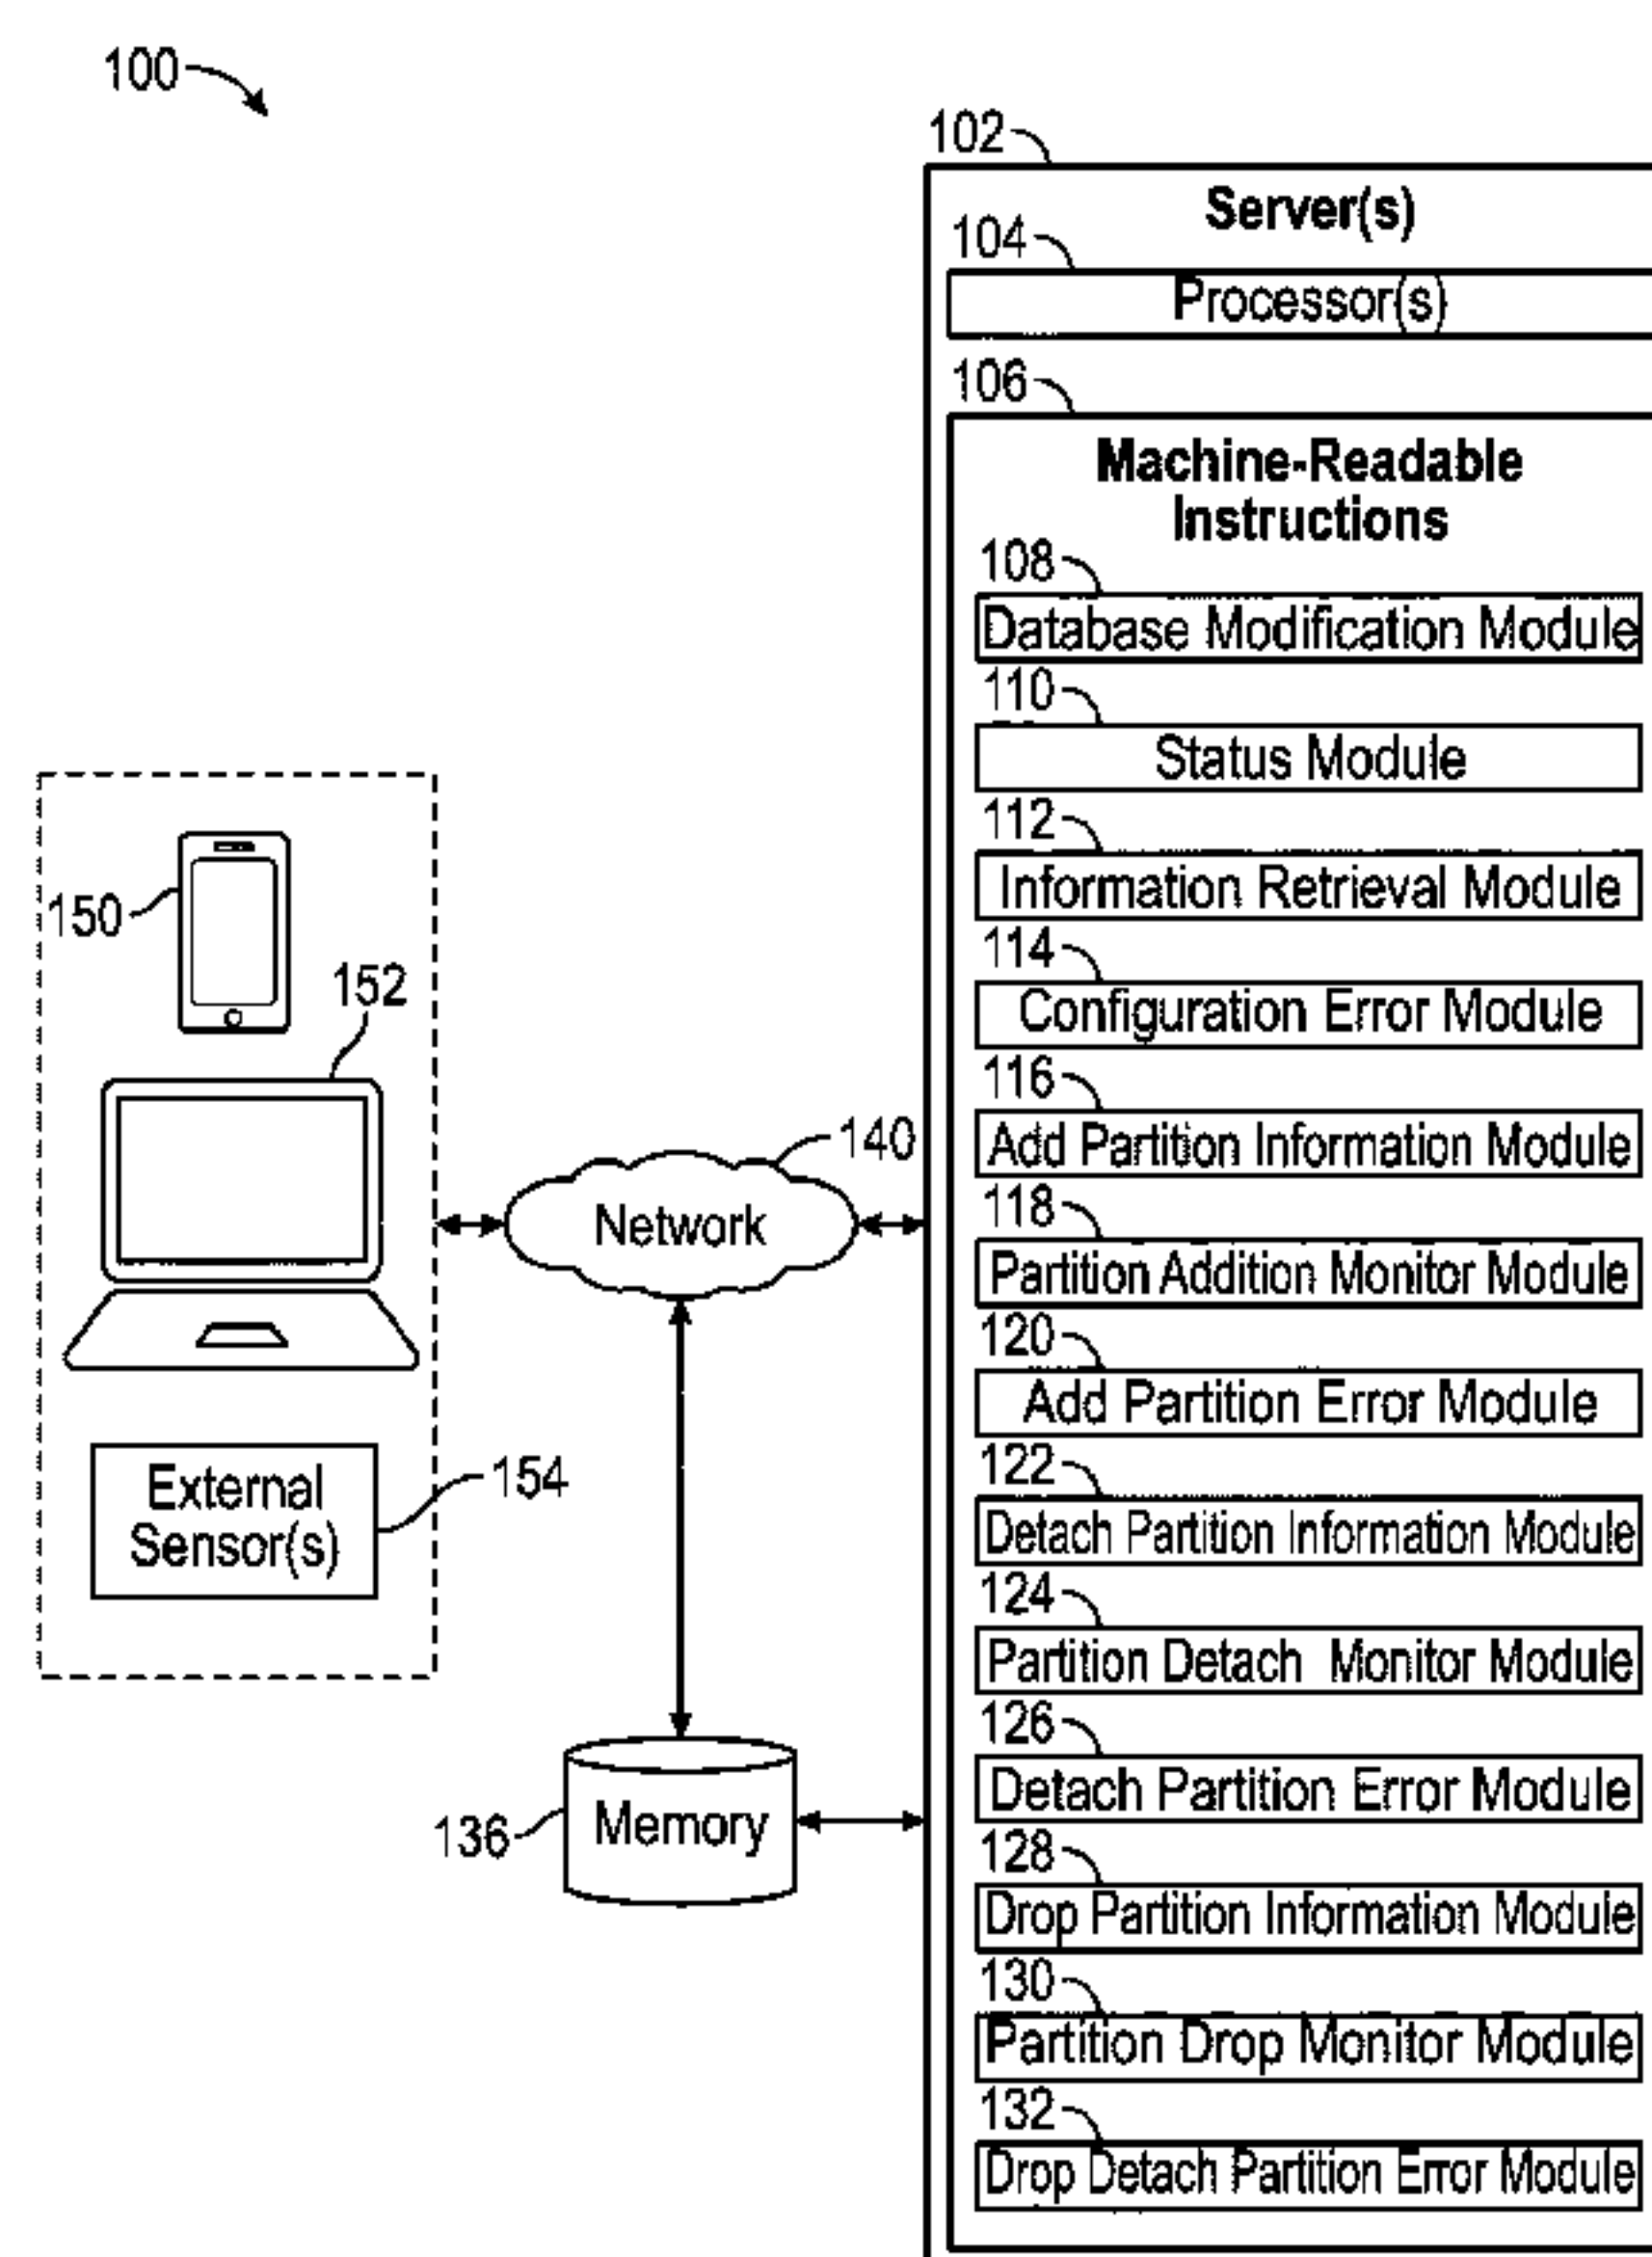 100
102
Server(s)
104
Processor(s)
106
Machine-Readable
Instructions
108
Database Modification Module
110
Status Module
112
Information Retrieval Module
114
Configuration Error Module
116
Add Partition Information Module
118
Partition Addition Monitor Module
120
Add Partition Error Module
122
Detach Partition Information Module
124
Partition Detach Monitor Module
126
Detach Partition Error Module
128
Drop Partition Information Module
130
Partition Drop Monitor Module
132
Drop Detach Partition Error Module
150
152
External
Sensor(s)
154
140
Network
136
Memory